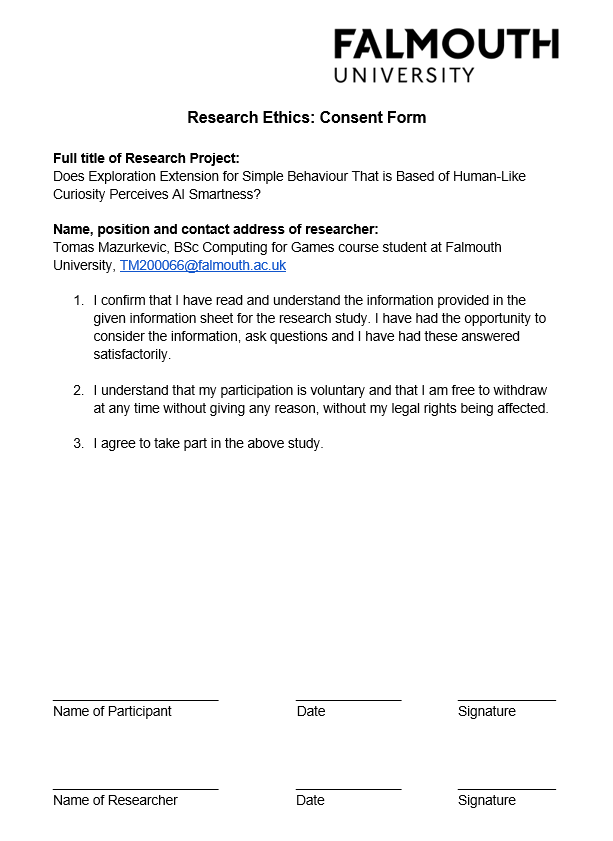 FALMOUTH
UNIVERSITY
Research Ethics: Consent Form
Full title of Research Project:
Does Exploration Extension for Simple Behaviour That is Based of Human-Like
Curiosity Perceives AI Smartness?
Name, position and contact address of researcher:
Tomas Mazurkevic, BSc Computing for Games course student at Falmouth
University, TM200066@falmouth.ac.uk
1. I confirm that I have read and understand the information provided in the
given information sheet for the research study. I have had the opportunity to
consider the information, ask questions and I have had these answered
satisfactorily.
2. I understand that my participation is voluntary and that I am free to withdraw
at any time without giving any reason, without my legal rights being affected.
3. I agree to take part in the above study.
Name of Participant Date Signature
Name of Researcher Date Signature